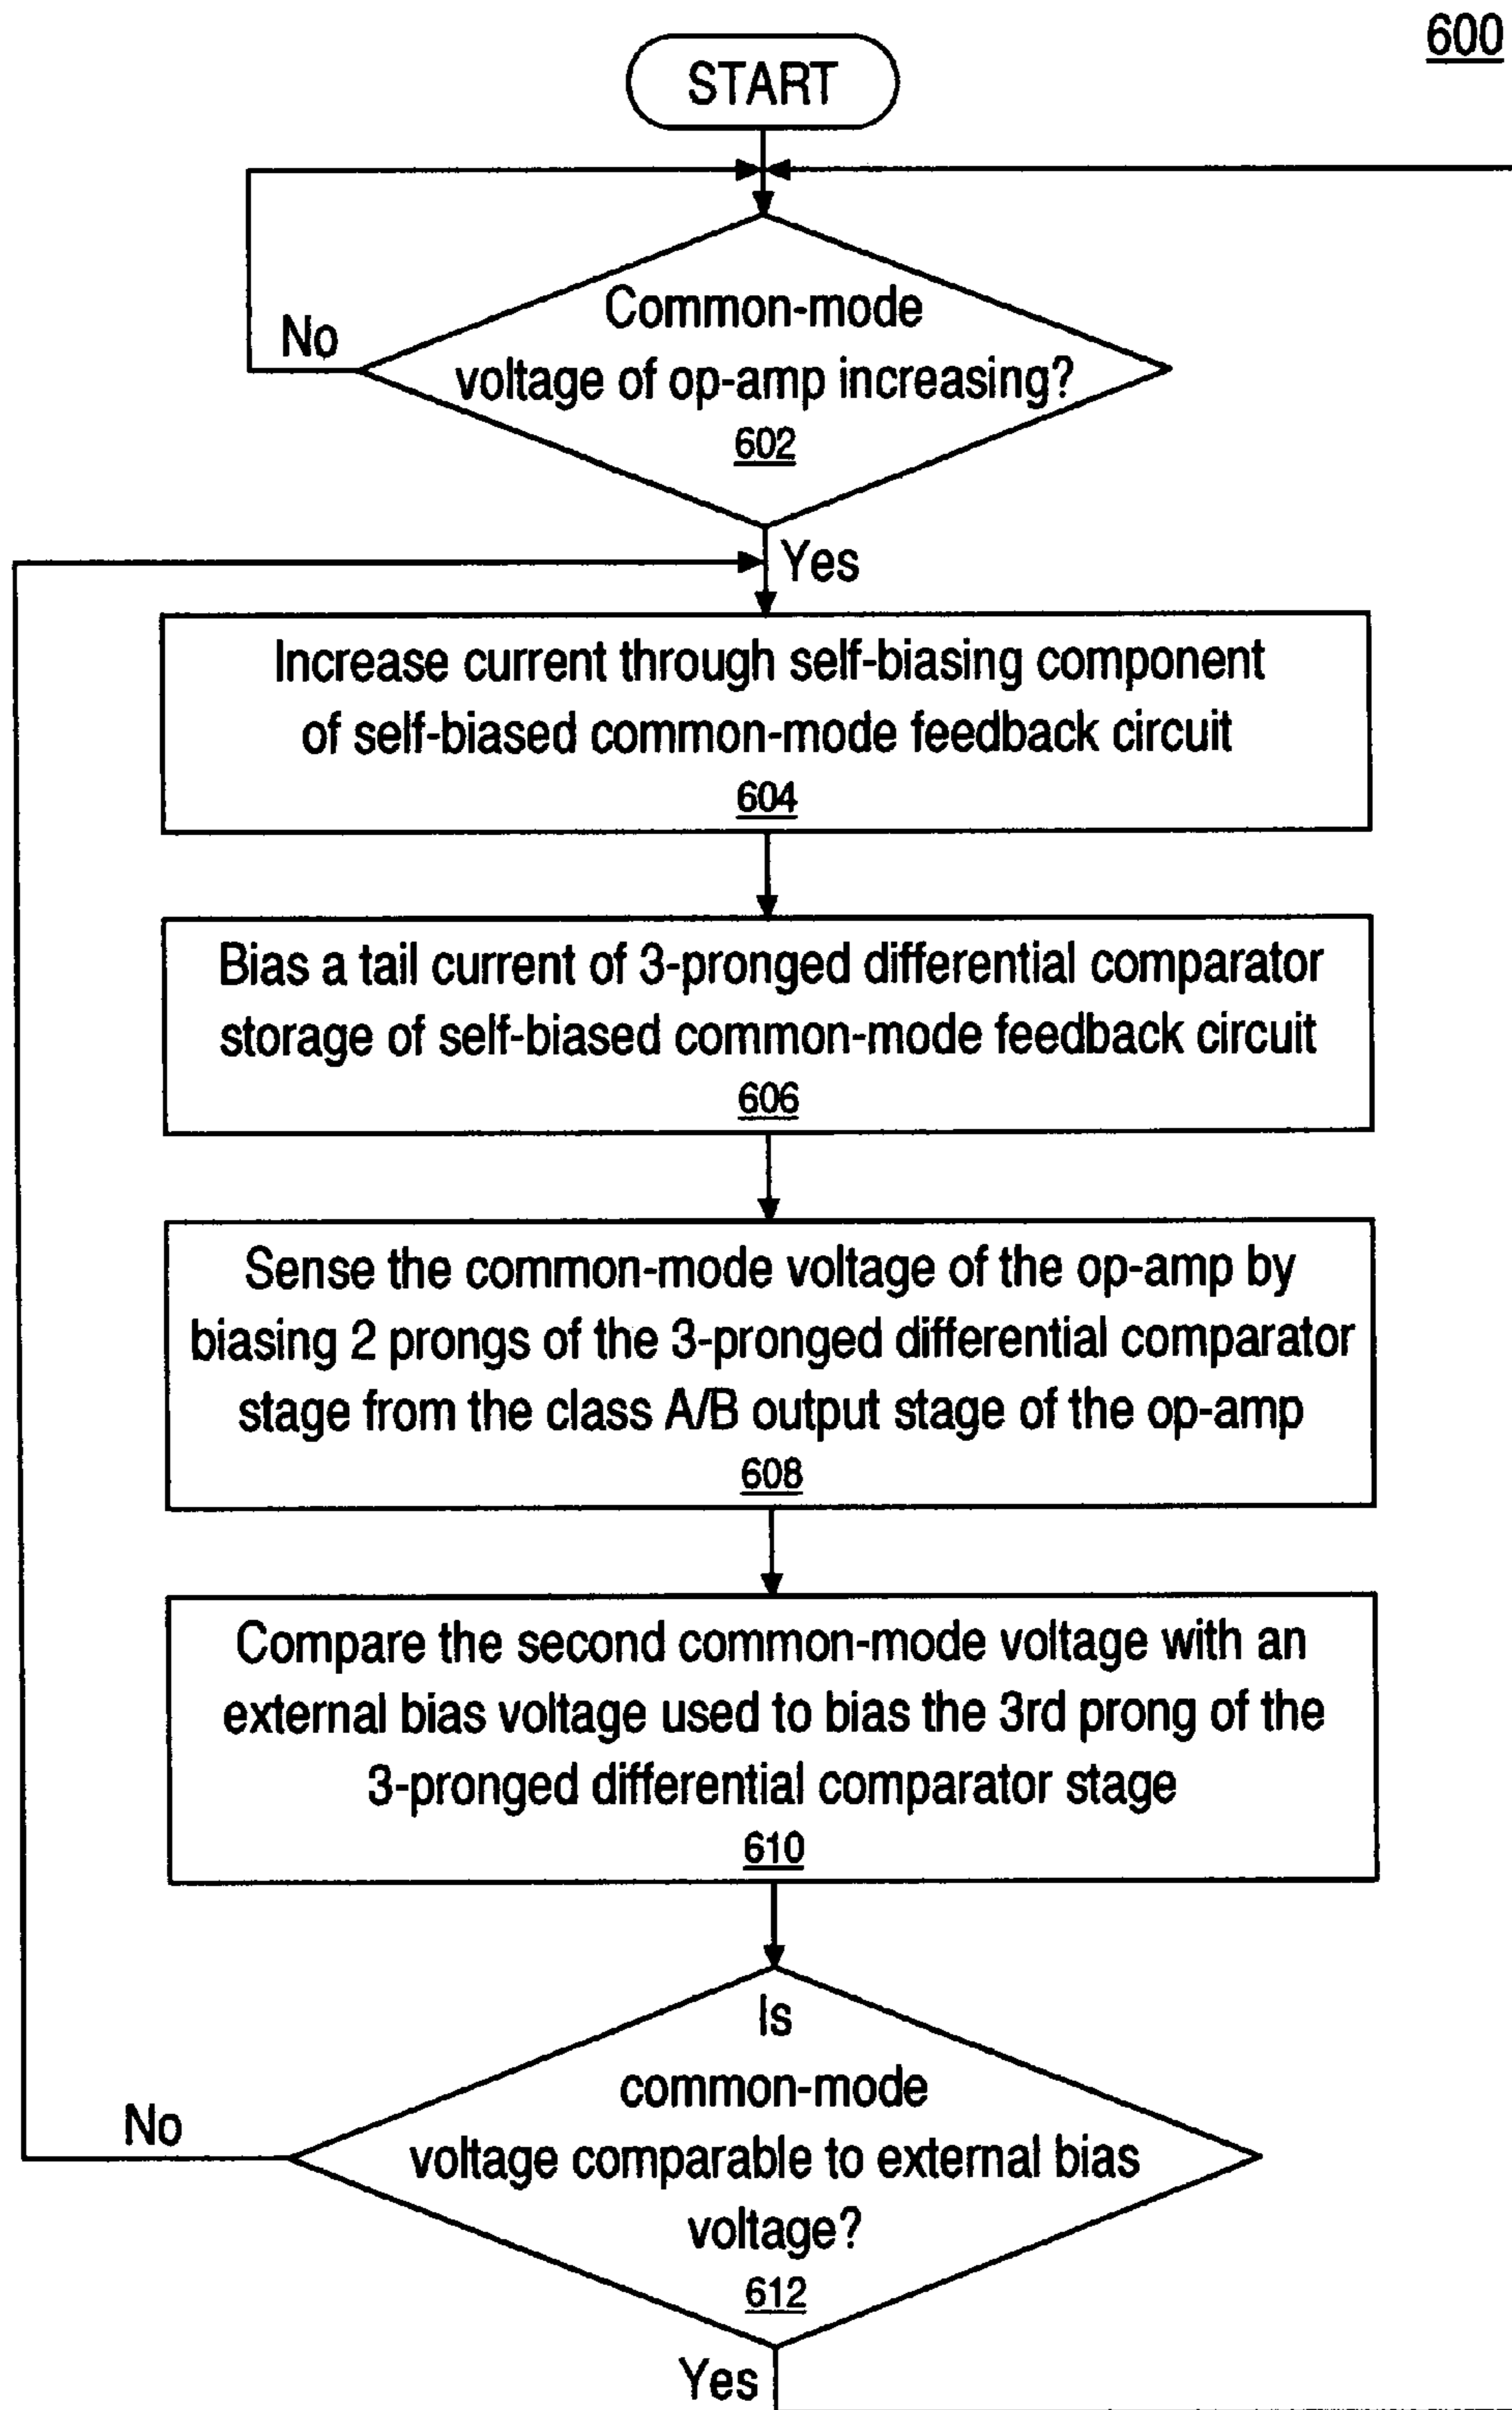 600
START
Common-mode
voltage of op-amp increasing?
602
No
Yes
Increase current through self-biasing component
of self-biased common-mode feedback circuit
604
Bias a tail current of 3-pronged differential comparator
storage of self-biased common-mode feedback circuit
606
Sense the common-mode voltage of the op-amp by
biasing 2 prongs of the 3-pronged differential comparator
stage from the class A/B output stage of the op-amp
608
Compare the second common-mode voltage with an
external bias voltage used to bias the 3rd prong of the
3-pronged differential comparator stage
610
Is
common-mode
voltage comparable to external bias
voltage?
612
No
Yes